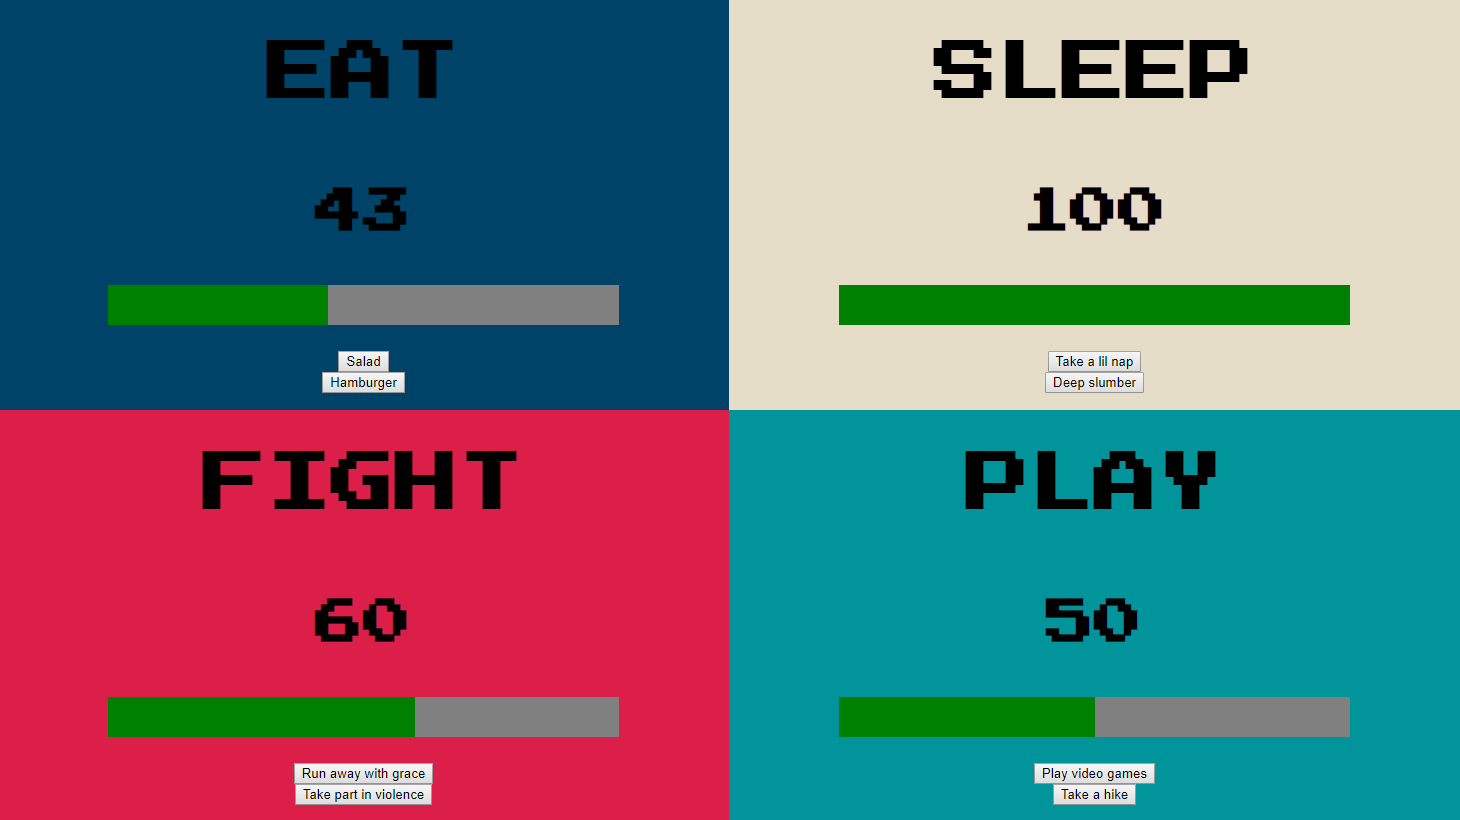 EAT
43
Salad
Hamburger
SLEEP
100
Take a lil nap
Deep slumber
FIGHT
60
Run away with grace
Take part in violence
PLAY
50
Play video games
Take a hike